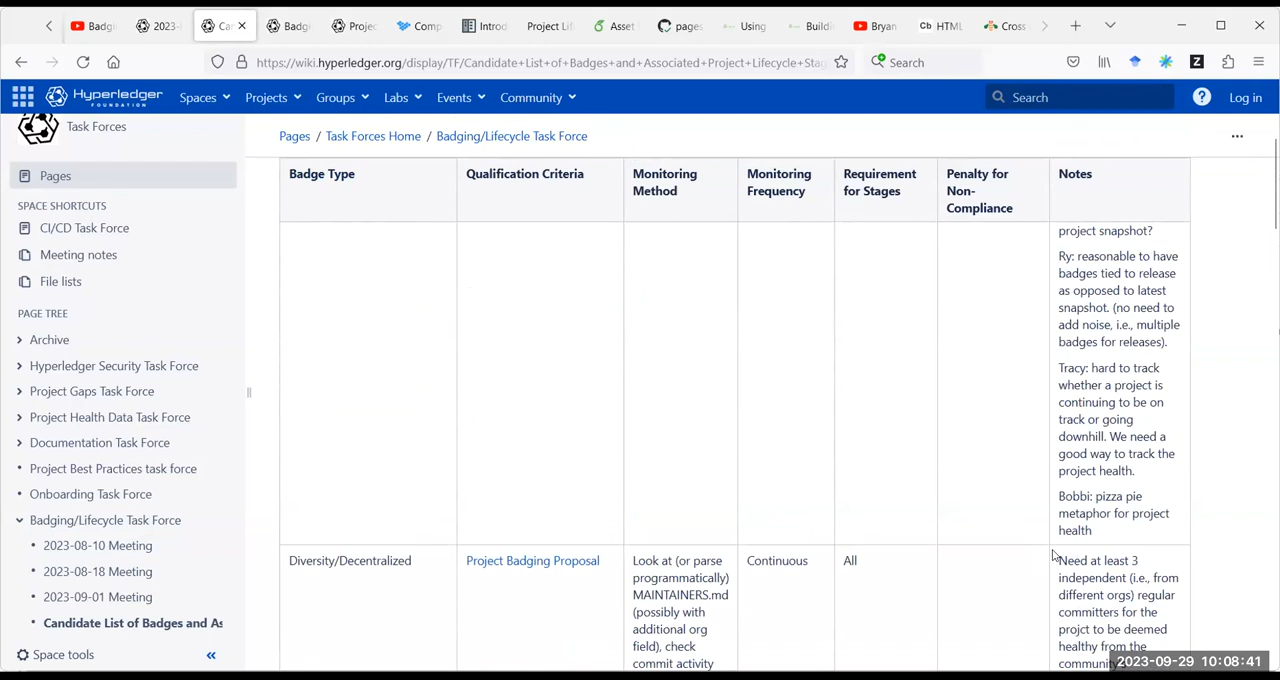 Badgi
2023-
Can
Badge
Projec
Comp
Introd
Project Lif
Asset
pages
Using
Buildi
Bryan
Cb HTML
Cross
https://wiki.hyperledger.org/display/TF/Candidate+List+of+Badges+and+Associated+Project+Lifecycle+Sta
Search
HYPERLEDGER FOUNDATION
Spaces
Projects
Groups
Labs
Events
Community
Search
Log in
Task Forces
Pages
SPACE SHORTCUTS
CI/CD Task Force
Meeting notes
File lists
PAGE TREE
Archive
Hyperledger Security Task Force
Project Gaps Task Force
Project Health Data Task Force
Documentation Task Force
Project Best Practices task force
Onboarding Task Force
Badging/Lifecycle Task Force
2023-08-10 Meeting
2023-08-18 Meeting
2023-09-01 Meeting
Candidate List of Badges and As
Space tools
Pages / Task Forces Home / Badging/Lifecycle Task Force
Badge Type
Qualification Criteria
Monitoring
Method
Monitoring
Frequency
Requirement
for Stages
Penalty for
Non-
Compliance
Notes
project snapshot?
Ry: reasonable to have
badges tied to release
as opposed to latest
snapshot. (no need to
add noise, i.e., multiple
badges for releases).
Tracy: hard to track
whether a project is
continuing to be on
track or going
downhill. We need a
good way to track the
project health.
Bobbi: pizza pie
metaphor for project
health
Diversity/Decentralized
Project Badging Proposal
Look at (or parse
programmatically)
MAINTAINERS.md
(possibly with
additional org
field), check
commit activity
Continuous
All
Need at least 3
independent (i.e., from
different orgs) regular
committers for the
projct to be deemed
healthy from the
community
2023-09-29 10:08:41